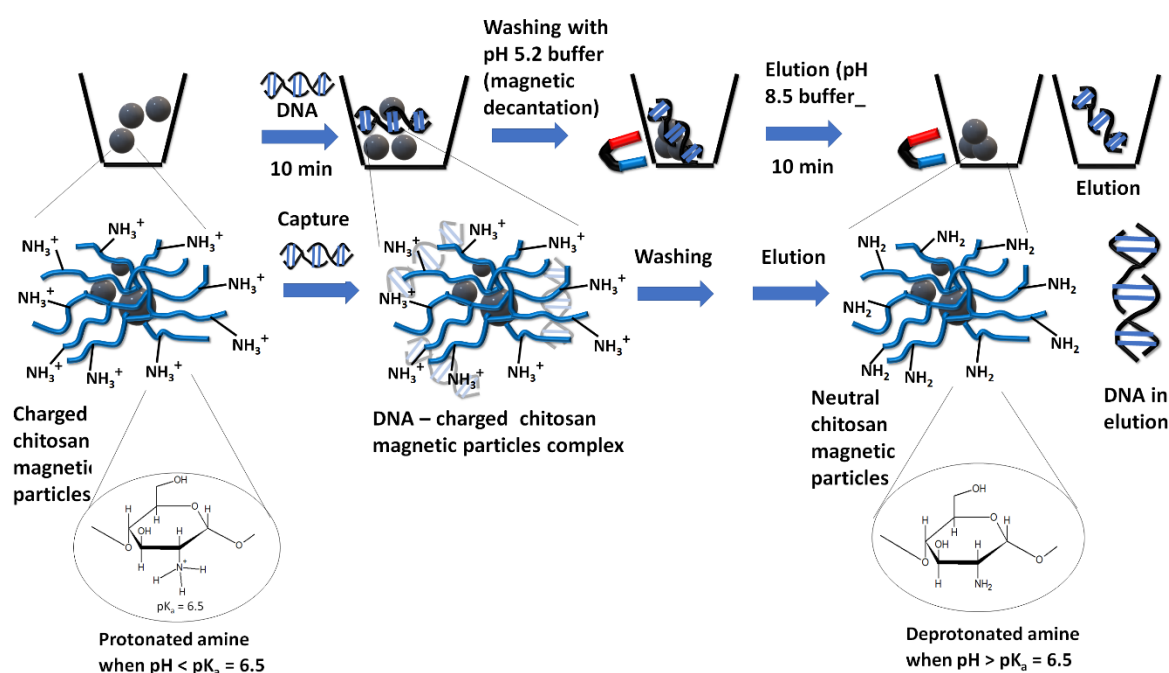 DNA
10 min
Washing with
pH 5.2 buffer
(magnetic
decantation)
Elution (pH
8.5 buffer_
10 min
Elution
NH3+
NH3+
NH3+
NH3+
NH3+
NH3+
NH3+
NH3+
NH3+
NH3+
Capture
NH3+
NH3+
NH3+
NH3+
NH3+
NH3+
NH3+
NH3+
NH3+
Washing
Elution
NH2
NH2
NH2
NH2
NH2
NH2
NH2
NH2
NH2
NH2
Charged
chitosan
magnetic
particles
DNA – charged chitosan
magnetic particles complex
Neutral
chitosan
magnetic
particles
DNA in
elution
OH
H
O
H
OH
H
H
O
H
O
N+
H
H
H
pKa = 6.5
Protonated amine
when pH < pKa = 6.5
OH
H
O
H
OH
H
H
O
H
O
H
NH2
Deprotonated amine
when pH > pKa = 6.5